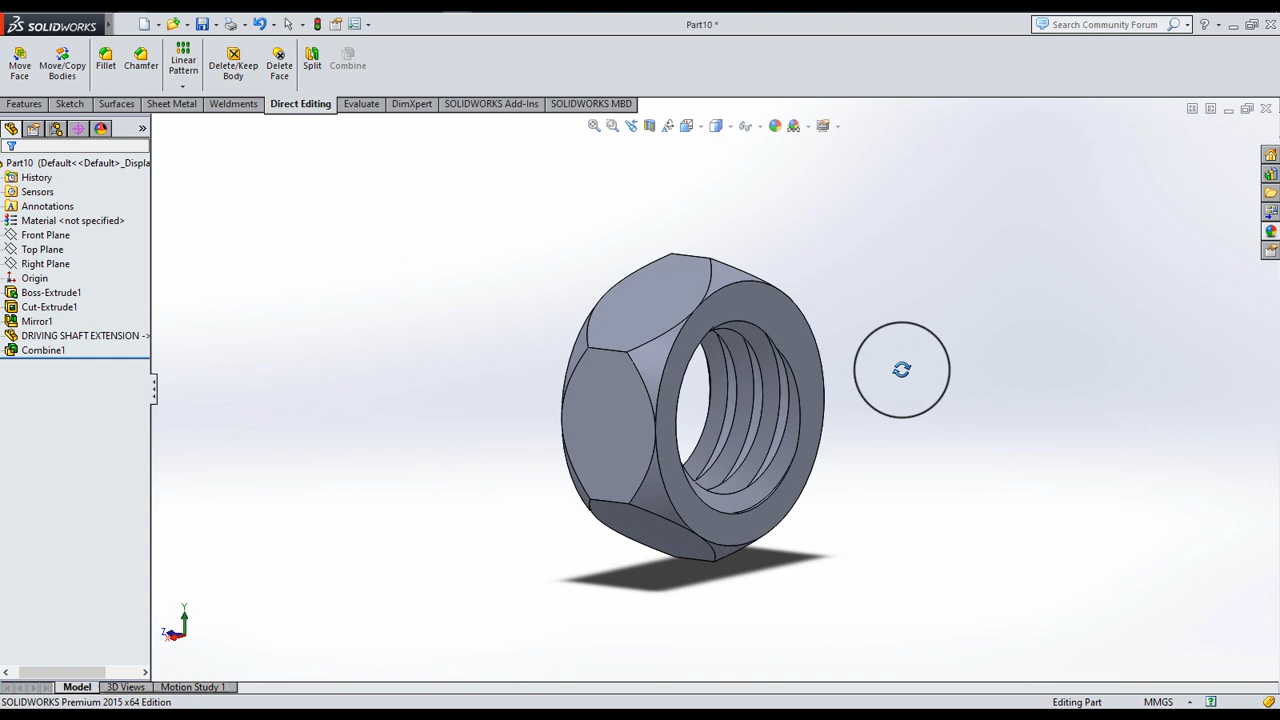 SOLIDWORKS
Part10 *
Search Community Forum
Move Face
Move/Copy Bodies
Fillet
Chamfer
Linear Pattern
Delete/Keep Body
Delete Face
Split
Combine
Features
Sketch
Surfaces
Sheet Metal
Weldments
Direct Editing
Evaluate
DimXpert
SOLIDWORKS Add-Ins
SOLIDWORKS MBD
Part10 (Default<<Default>_Displa
History
Sensors
Annotations
Material <not specified>
Front Plane
Top Plane
Right Plane
Origin
Boss-Extrude1
Cut-Extrude1
Mirror1
DRIVING SHAFT EXTENSION ->
Combine1
Y
Z
X
Model
3D Views
Motion Study 1
SOLIDWORKS Premium 2015 x64 Edition
Editing Part
MMGS